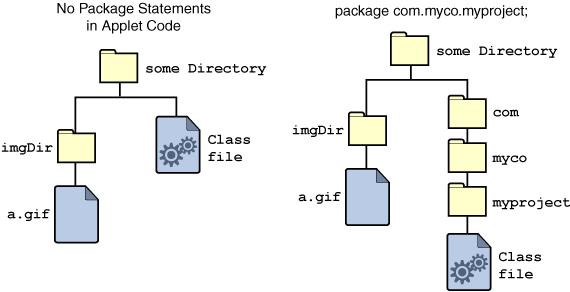 No Package Statements
in Applet Code
some Directory
imgDir
Class
file
a.gif
package com.myco.myproject;
some Directory
imgDir
com
myco
a.gif
myproject
Class
file